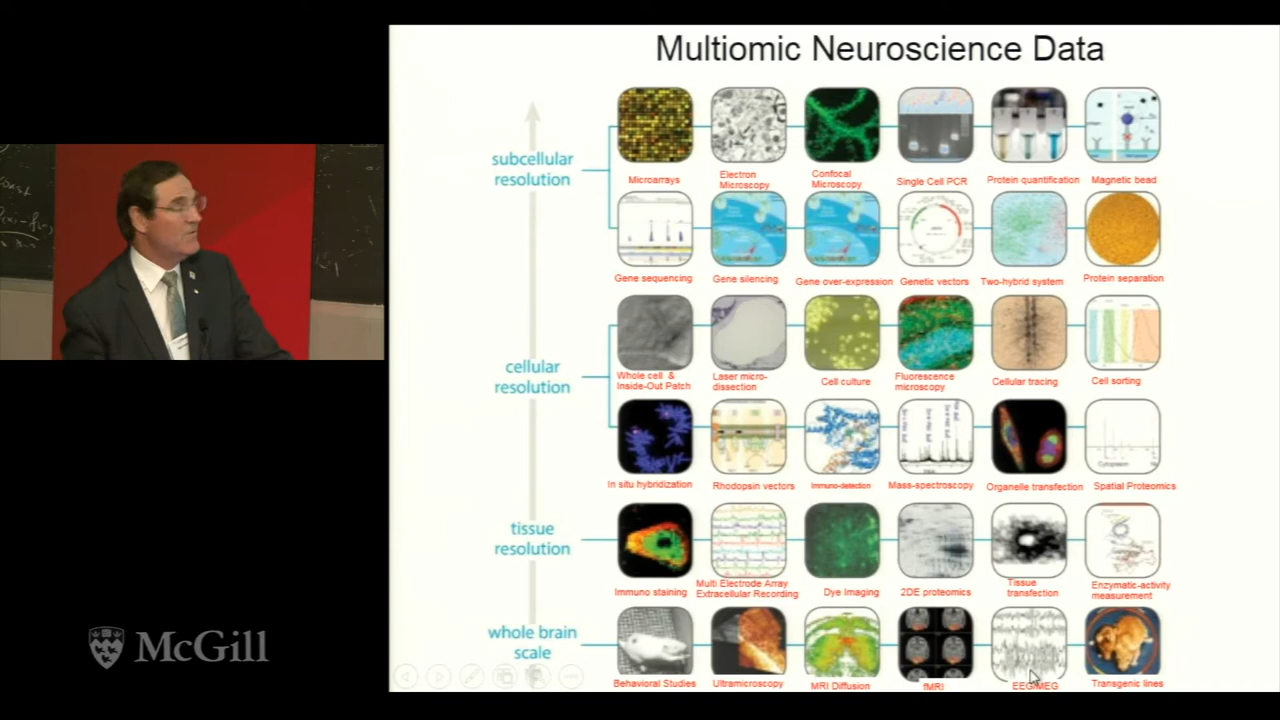 Multiomic Neuroscience Data
subcellular
resolution
Microarrays
Electron
Microscopy
Confocal
Microscopy
Single Cell PCR
Protein quantification
Magnetic bead
Gene sequencing
Gene silencing
Gene over-expression
Genetic vectors
Two-hybrid system
Protein separation
cellular
resolution
Whole cell &
Inside-Out Patch
Laser micro-
dissection
Cell culture
Fluorescence
microscopy
Cellular tracing
Cell sorting
Cytoplasm
In situ hybridization
Rhodopsin vectors
Immuno-detection
Mass-spectroscopy
Organelle transfection
Spatial Proteomics
tissue
resolution
Immuno staining
Multi Electrode Array
Extracellular Recording
Dye Imaging
2DE proteomics
Tissue
transfection
Enzymatic-activity
measurement
whole brain
scale
Behavioral Studies
Ultramicroscopy
MRI Diffusion
fMRI
EEG/MEG
Transgenic lines
McGill